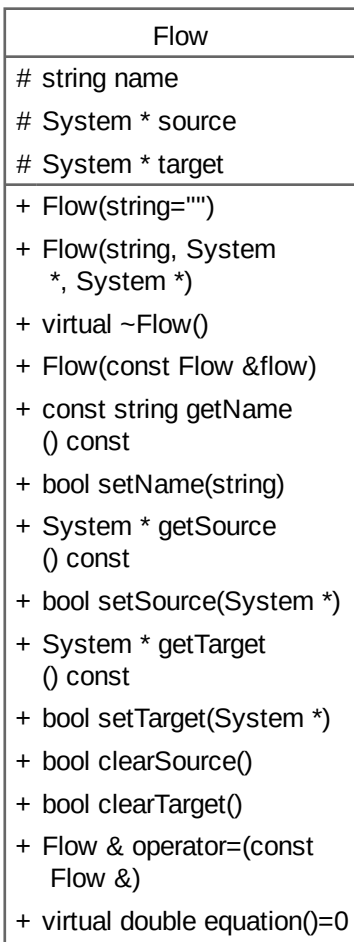 Flow
# string name
# System * source
# System * target
+ Flow(string="")
+ Flow(string, System
*, System *)
+ virtual ~Flow()
+ Flow(const Flow &flow)
+ const string getName
() const
+ bool setName(string)
+ System * getSource
() const
+ bool setSource(System *)
+ System * getTarget
() const
+ bool setTarget(System *)
+ bool clearSource()
+ bool clearTarget()
+ Flow & operator=(const
Flow &)
+ virtual double equation()=0